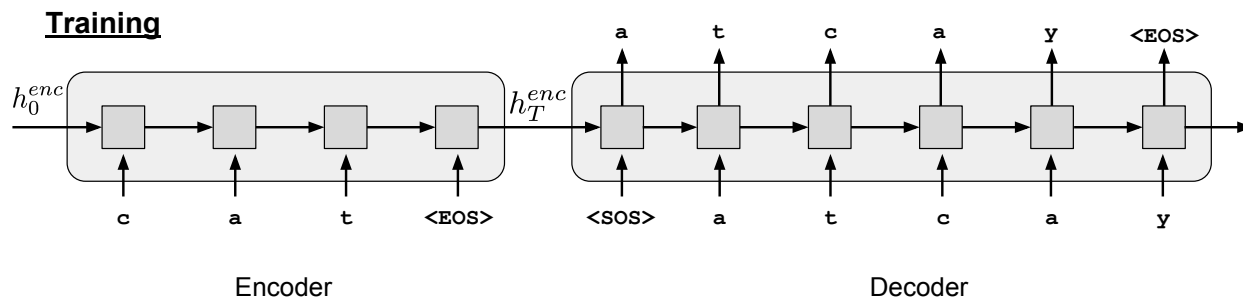 Training
a t c a y <EOS>
h_0^{enc} h_T^{enc}
c a t <EOS> <SOS> a t c a y
Encoder Decoder